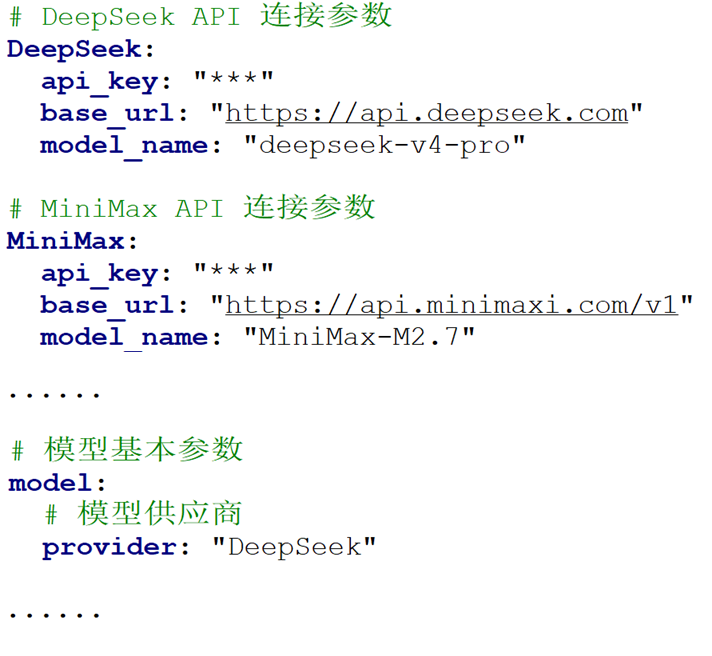 # DeepSeek API 连接参数
DeepSeek:
  api_key: "***"
  base_url: "https://api.deepseek.com"
  model_name: "deepseek-v4-pro"
# MiniMax API 连接参数
MiniMax:
  api_key: "***"
  base_url: "https://api.minimaxi.com/v1"
  model_name: "MiniMax-M2.7"
......
# 模型基本参数
model:
  # 模型供应商
  provider: "DeepSeek"
......